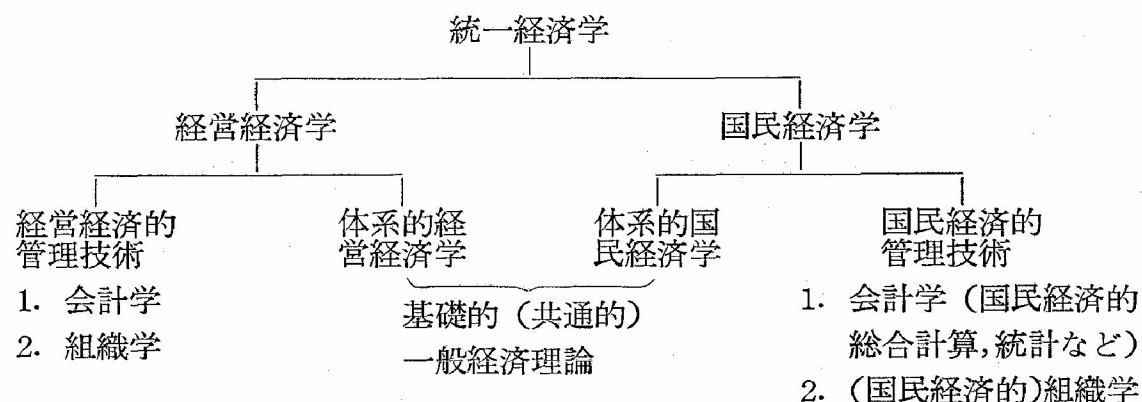 統一経済学
経営経済学
国民経済学
経営経済的
管理技術
1. 会計学
2. 組織学
体系的経
営経済学
体系的国
民経済学
基礎的（共通的）
一般経済理論
国民経済的
管理技術
1. 会計学（国民経済的
総合計算,統計など）
2. （国民経済的)組織学